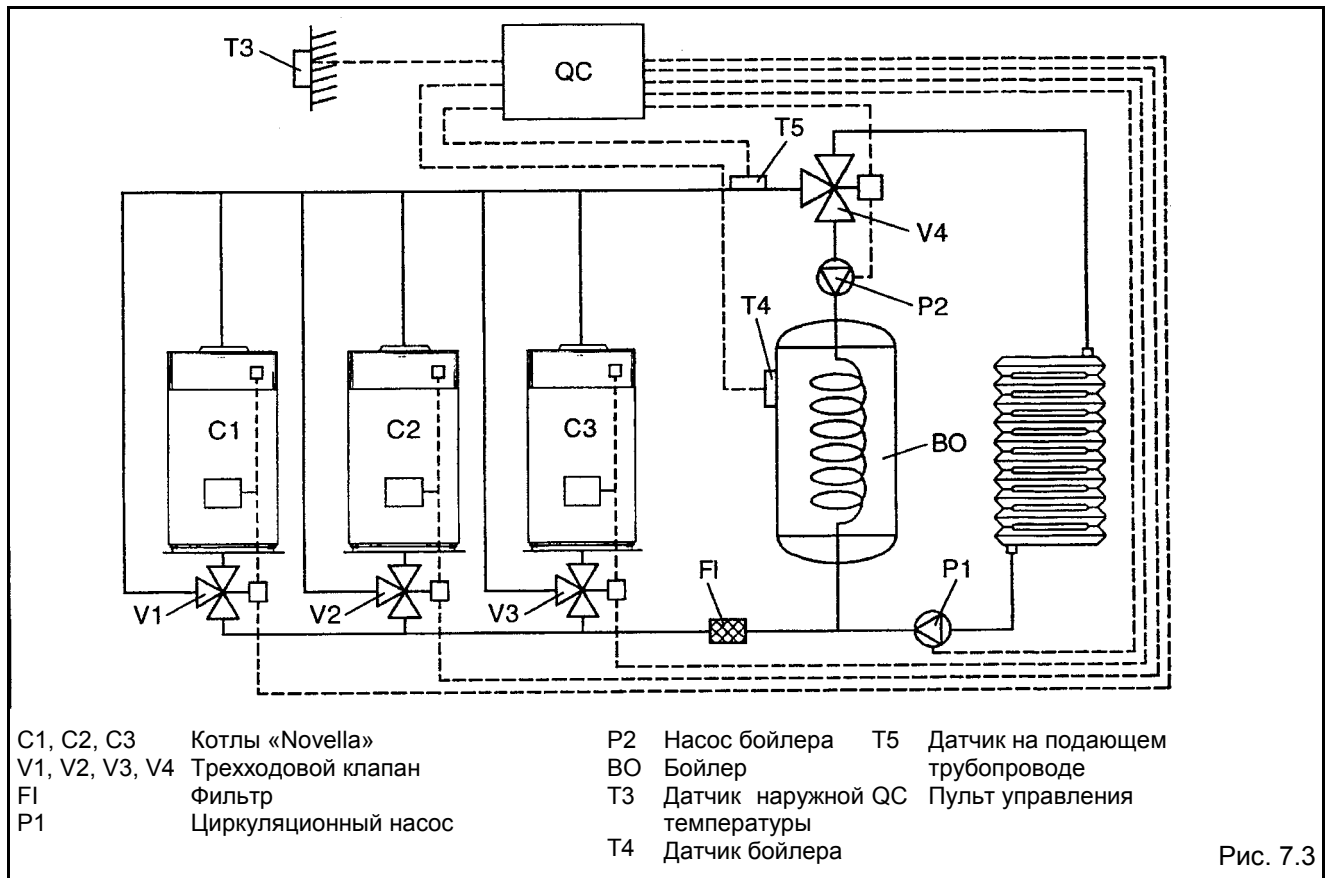 T3
QC
T5
V4
P2
T4
C1
C2
C3
BO
FI
P1
V1
V2
V3
C1, C2, C3 Котлы «Novella»
V1, V2, V3, V4 Трехходовой клапан
FI Фильтр
P1 Циркуляционный насос
P2 Насос бойлера
BO Бойлер
T3 Датчик наружной
температуры
T4 Датчик бойлера
T5 Датчик на подающем
трубопроводе
QC Пульт управления
Рис. 7.3